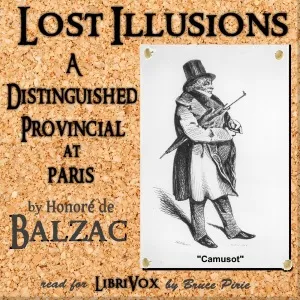 LOST ILLUSIONS
A
DISTINGUISHED
PROVINCIAL
AT
PARIS
by Honoré de
BALZAC
"Camusot"
read for LIBRIVOX by Bruce Pirie